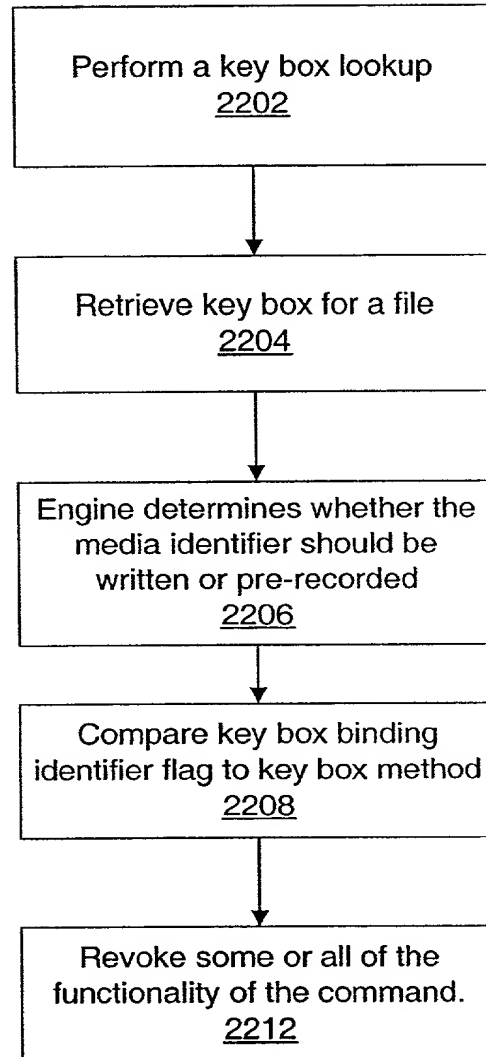 Perform a key box lookup
2202
Retrieve key box for a file
2204
Engine determines whether the
media identifier should be
written or pre-recorded
2206
Compare key box binding
identifier flag to key box method
2208
Revoke some or all of the
functionality of the command.
2212